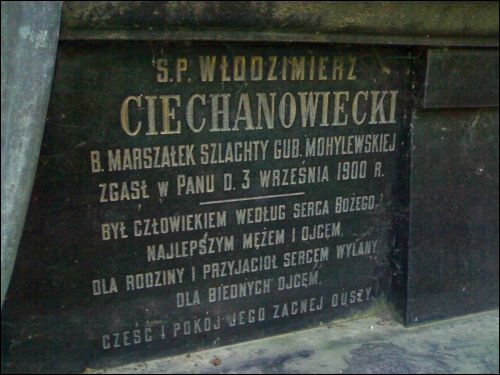 S.P. WŁODZIMIERZ
CIECHANOWIECKI
B. MARSZAŁEK SZLACHTY GUB. MOHYLEWSKIEJ
ZGASŁ W PANU D. 3 WRZEŚNIA 1900 R.
BYŁ CZŁOWIEKIEM WEDŁUG SERCA BOŻEGO,
NAJLEPSZYM MĘŻEM I OJCEM,
DLA RODZINY I PRZYJACIOŁ SERCEM WYLANY,
DLA BIEDNYCH OJCEM,
CZEŚĆ I POKÓJ JEGO ZACNEJ DUSZY.